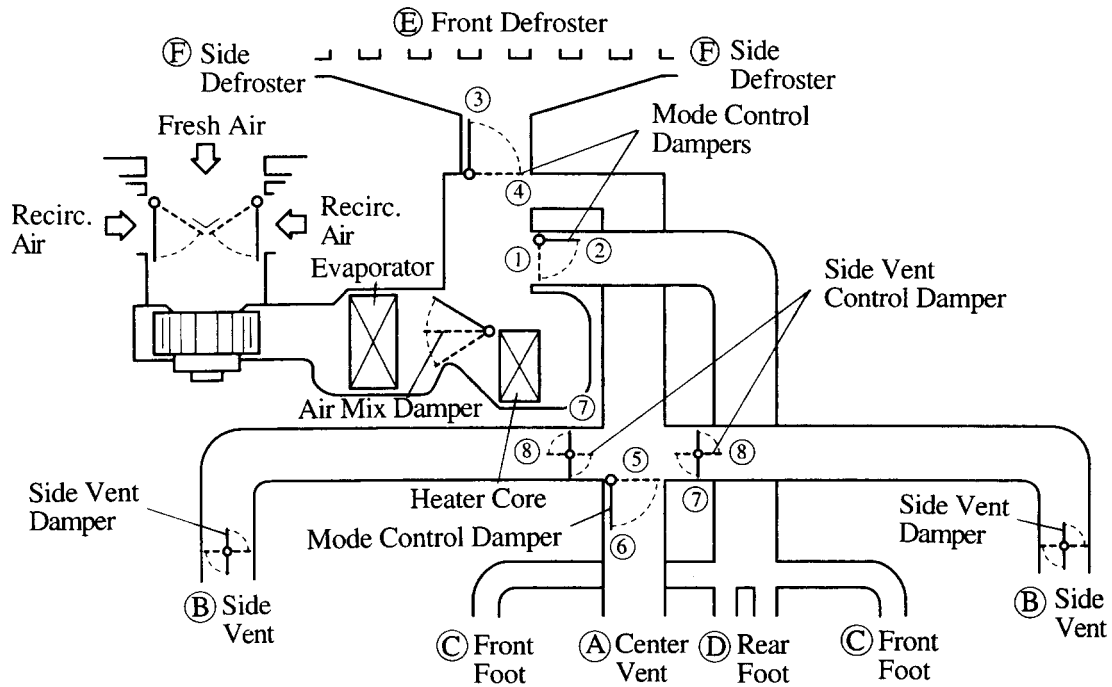 Ⓔ Front Defroster
Ⓕ Side
Defroster
Ⓕ Side
Defroster
③
Mode Control
Dampers
Fresh Air
④
Recirc.
Air
Recirc.
Air
Evaporator
①
②
Side Vent
Control Damper
Air Mix Damper
⑦
⑧
⑤
⑧
Heater Core
⑦
Side Vent
Damper
Mode Control
Damper
⑥
Side Vent
Damper
Ⓑ Side
Vent
Ⓒ Front
Foot
Ⓐ Center
Vent
Ⓓ Rear
Foot
Ⓒ Front
Foot
Ⓑ Side
Vent